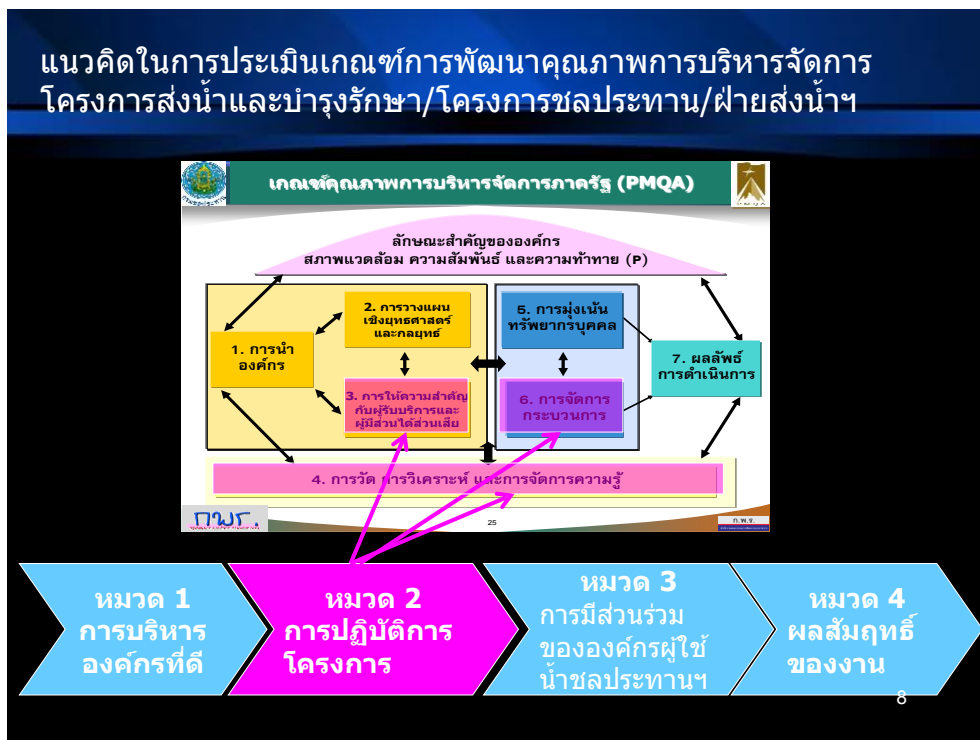 แนวคิดในการประเมินเกณฑ์การพัฒนาคุณภาพการบริหารจัดการ
โครงการส่งน้ำและบำรุงรักษา/โครงการชลประทาน/ฝ่ายส่งน้ำฯ
เกณฑ์คุณภาพการบริหารจัดการภาครัฐ (PMQA)
ลักษณะสำคัญขององค์กร
สภาพแวดล้อม ความสัมพันธ์ และความท้าทาย (P)
1. การนำ
องค์กร
2. การวางแผน
เชิงยุทธศาสตร์
และกลยุทธ์
3. การให้ความสำคัญ
กับผู้รับบริการและ
ผู้มีส่วนได้ส่วนเสีย
5. การมุ่งเน้น
ทรัพยากรบุคคล
6. การจัดการ
กระบวนการ
7. ผลลัพธ์
การดำเนินการ
4. การวัด การวิเคราะห์ และการจัดการความรู้
กพร.
25
ก.พ.ร.
หมวด 1
การบริหาร
องค์กรที่ดี
หมวด 2
การปฏิบัติการ
โครงการ
หมวด 3
การมีส่วนร่วม
ขององค์กรผู้ใช้
น้ำชลประทานฯ
หมวด 4
ผลสัมฤทธิ์
ของงาน
8